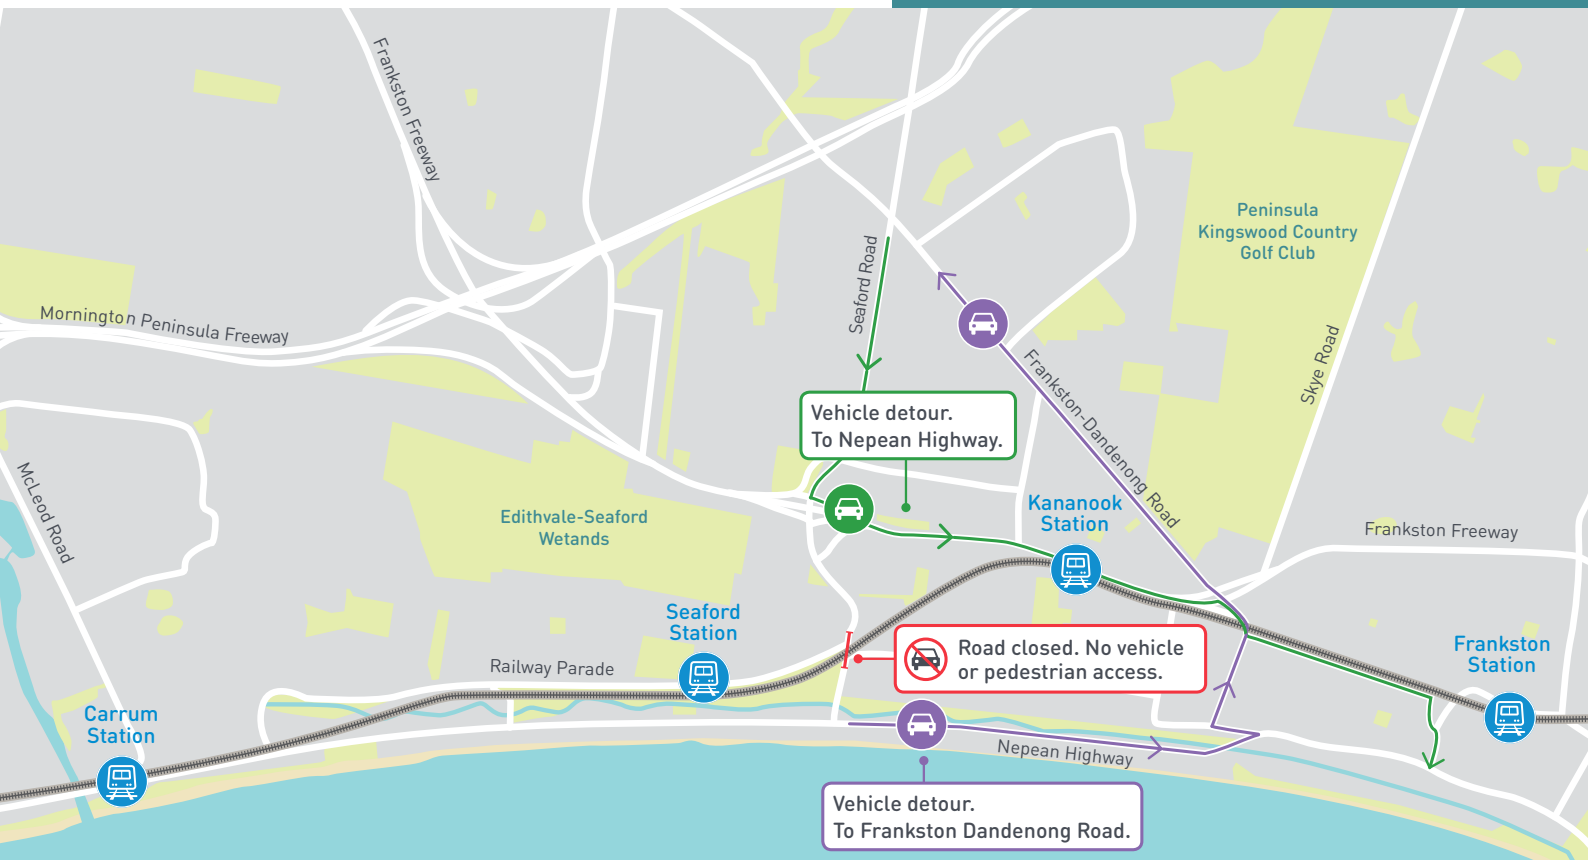 Frankston Freeway
Peninsula
Kingswood Country
Golf Club
Seaford Road
Mornington Peninsula Freeway
Skye Road
Frankston-Dandenong Road
Vehicle detour.
To Nepean Highway.
McLeod Road
Edithvale-Seaford
Wetands
Kananook
Station
Frankston Freeway
Seaford
Station
Road closed. No vehicle
or pedestrian access.
Frankston
Station
Railway Parade
Carrum
Station
Nepean Highway
Vehicle detour.
To Frankston Dandenong Road.